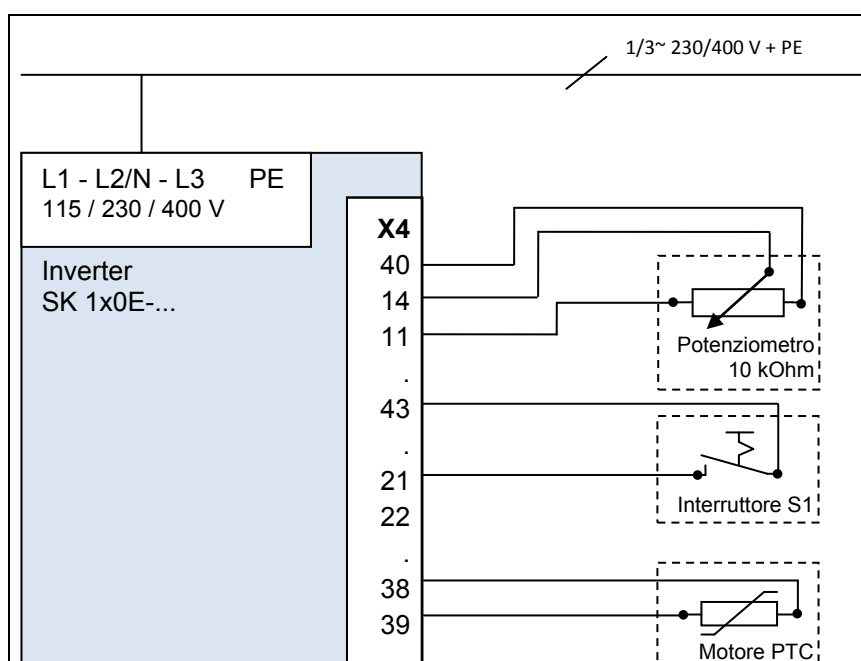 1/3~ 230/400 V + PE
L1 - L2/N - L3 PE
115 / 230 / 400 V
Inverter
SK 1x0E-...
X4
40
14
11
.
43
.
21
22
.
38
39
Potenziometro
10 kOhm
Interruttore S1
Motore PTC